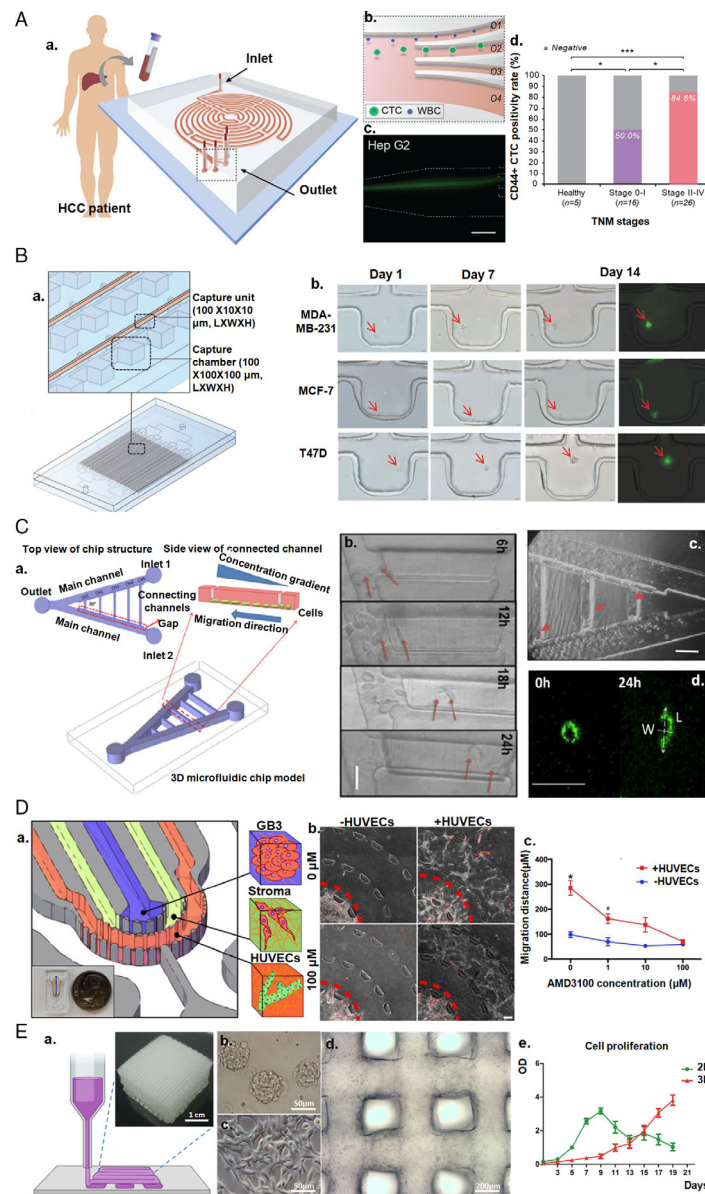 A
a.
Inlet
Outlet
HCC patient
b.
O1
O2
O3
O4
CTC
WBC
c.
Hep G2
d.
Negative
***
*
*
CD44+ CTC positivity rate (%)
100
90
80
70
60
50
40
30
20
10
0
50.0%
84.6%
Healthy
(n=5)
Stage 0-I
(n=16)
Stage II-IV
(n=26)
TNM stages
B
a.
Capture unit
(100 X10X10
µm, LXWXH)
Capture
chamber (100
X100X100 µm,
LXWXH)
b.
Day 1
Day 7
Day 14
MDA-
MB-231
MCF-7
T47D
C
Top view of chip structure
Side view of connected channel
a.
Inlet 1
Outlet
Main channel
30°
Main channel
Gap
Inlet 2
Concentration gradient
Connecting
channels
Cells
Migration direction
3D microfluidic chip model
b.
6h
12h
18h
24h
c.
d.
0h
24h
L
W
D
a.
GB3
Stroma
HUVECs
b.
-HUVECs
+HUVECs
0 µM
100 µM
c.
Migration distance(µM)
400
300
200
100
0
*
#
+HUVECs
-HUVECs
0
1
10
100
AMD3100 concentration (µM)
E
a.
1 cm
b.
50µm
c.
50µm
d.
200µm
e.
Cell proliferation
OD
6
4
2
0
3
5
7
9
11
13
15
17
19
21
Days